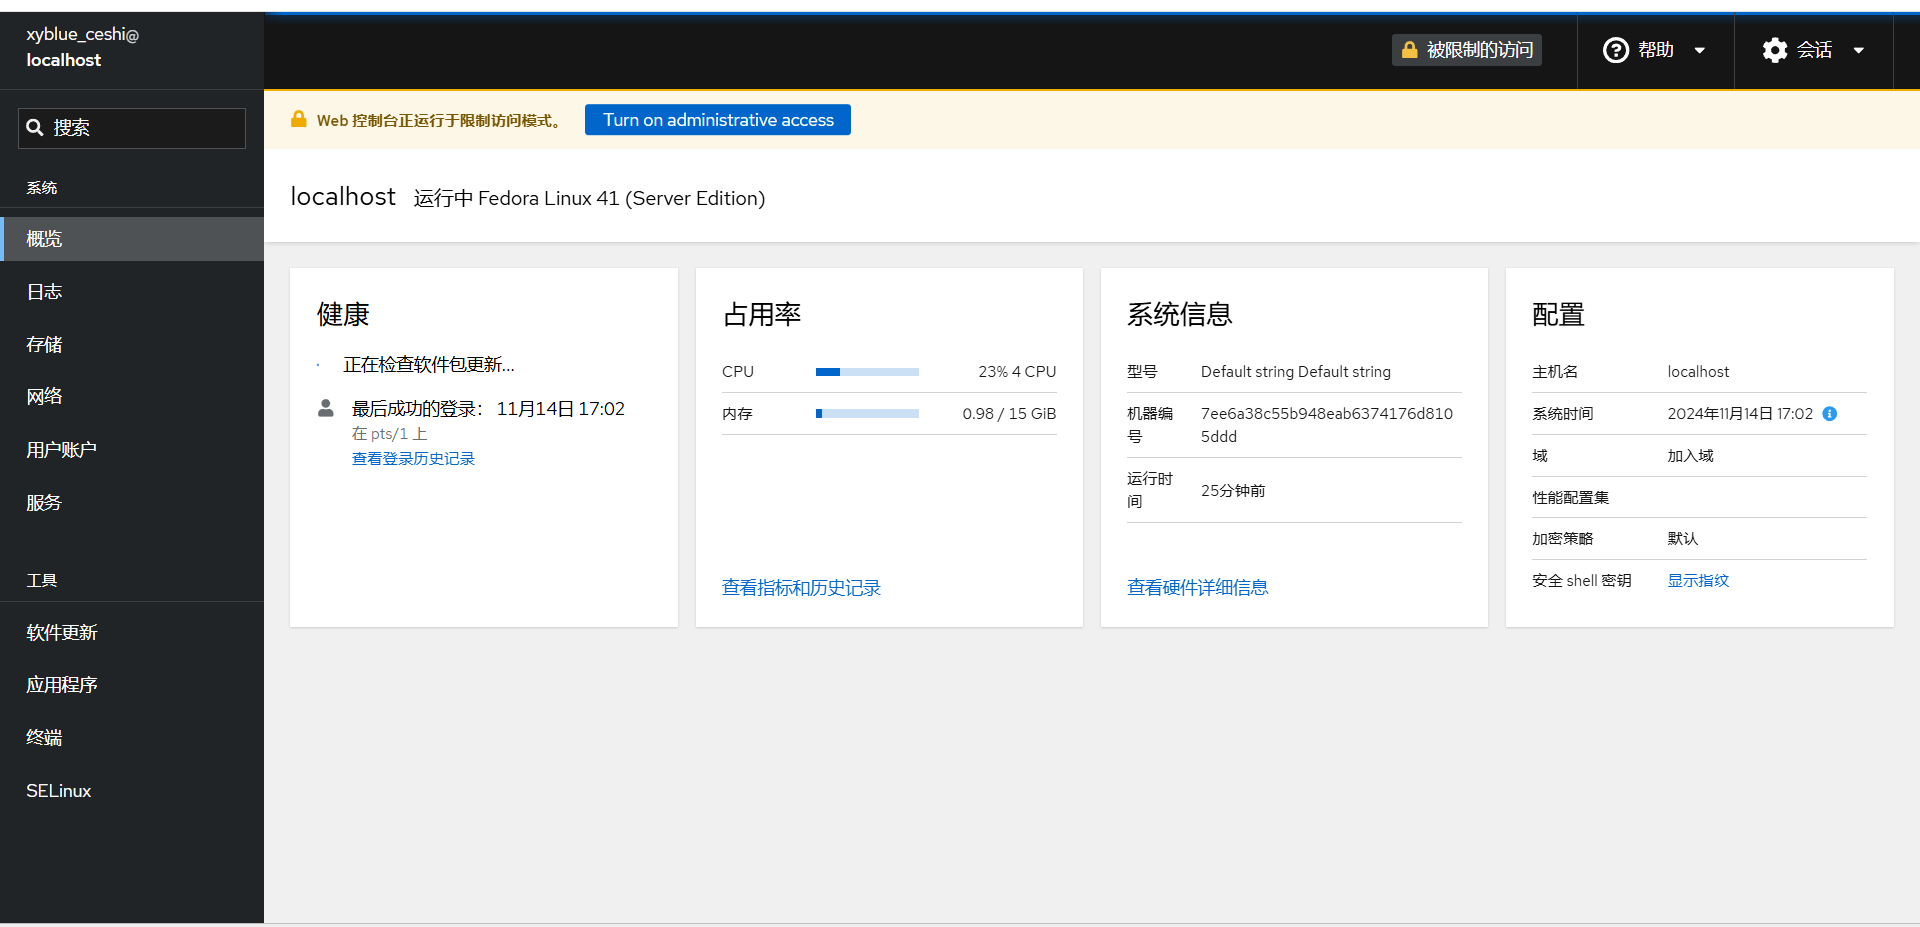 xyblue_ceshi@
localhost
被限制的访问
帮助
会话
搜索
Web 控制台正运行于限制访问模式。
Turn on administrative access
系统
概览
日志
存储
网络
用户账户
服务
工具
软件更新
应用程序
终端
SELinux
localhost 运行中 Fedora Linux 41 (Server Edition)
健康
正在检查软件包更新...
最后成功的登录： 11月14日 17:02
在 pts/1 上
查看登录历史记录
占用率
CPU 23% 4 CPU
内存 0.98 / 15 GiB
查看指标和历史记录
系统信息
型号 Default string Default string
机器编号 7ee6a38c55b948eab6374176d810
5ddd
运行时间 25分钟前
查看硬件详细信息
配置
主机名 localhost
系统时间 2024年11月14日 17:02
域 加入域
性能配置集
加密策略 默认
安全 shell 密钥 显示指纹